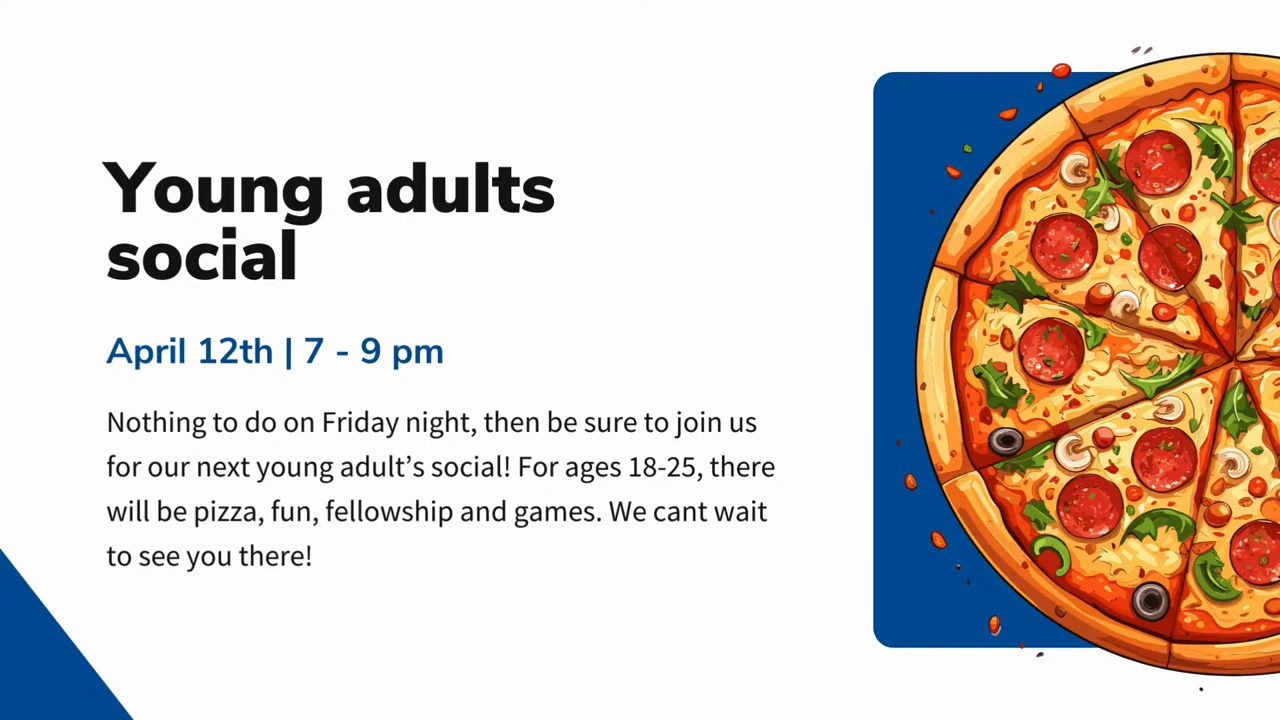 Young adults
social
April 12th | 7 - 9 pm
Nothing to do on Friday night, then be sure to join us
for our next young adult’s social! For ages 18-25, there
will be pizza, fun, fellowship and games. We cant wait
to see you there!